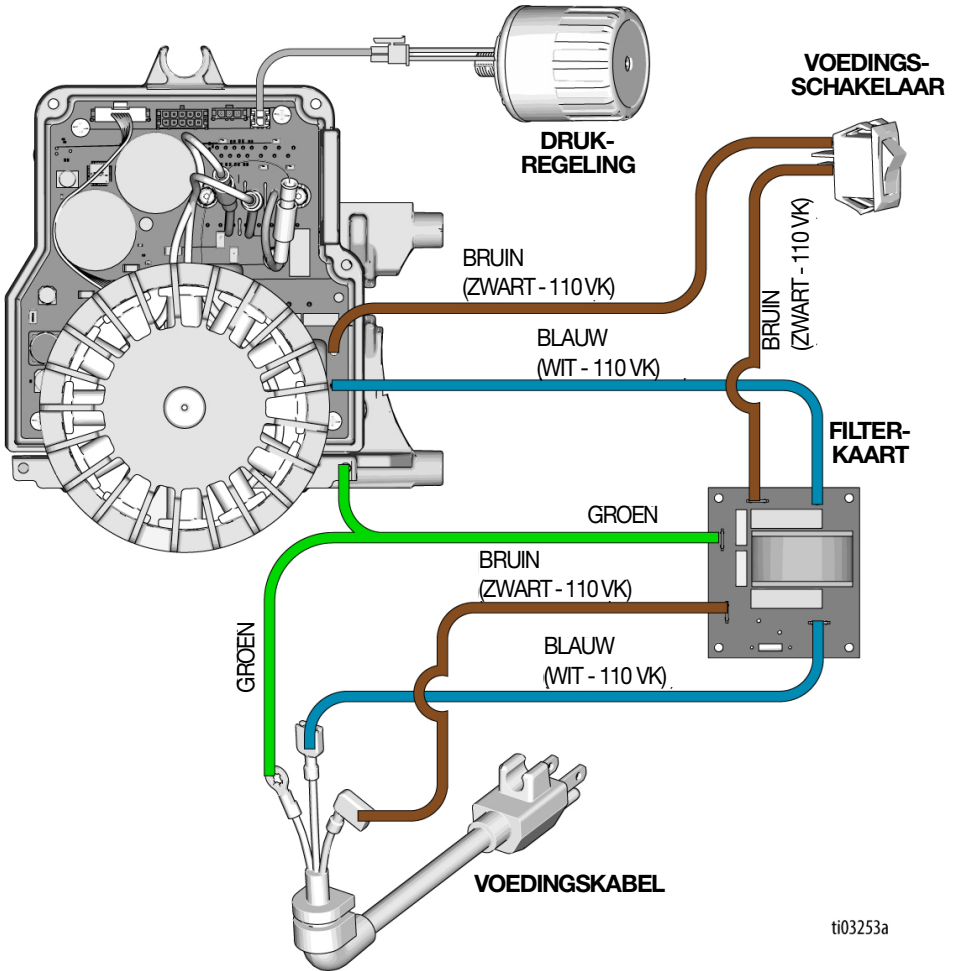 VOEDINGS-
SCHAKELAAR
DRUK-
REGELING
BRUIN
(ZWART - 110 VK)
BRUIN
(ZWART - 110 VK)
BLAUW
(WIT - 110 VK)
FILTER-
KAART
GROEN
BRUIN
(ZWART - 110 VK)
GROEN
BLAUW
(WIT - 110 VK)
VOEDINGSKABEL
ti03253a